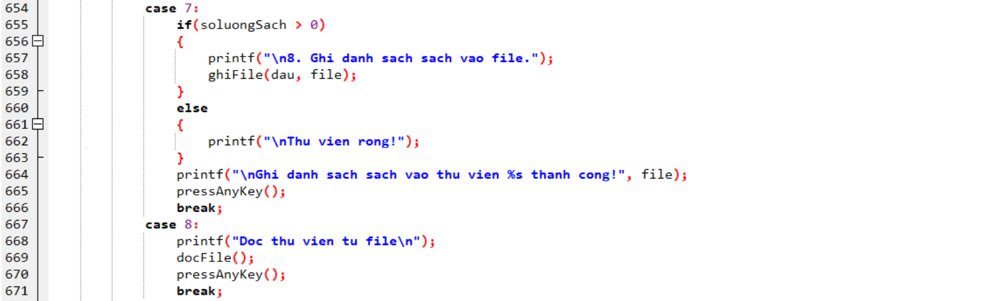 654 case 7:
655 if(soluongSach > 0)
656 {
657 printf("\n8. Ghi danh sach sach vao file.");
658 ghiFile(dau, file);
659 }
660 else
661 {
662 printf("\nThu vien rong!");
663 }
664 printf("\nGhi danh sach sach vao thu vien %s thanh cong!", file);
665 pressAnyKey();
666 break;
667 case 8:
668 printf("Doc thu vien tu file\n");
669 docFile();
670 pressAnyKey();
671 break;